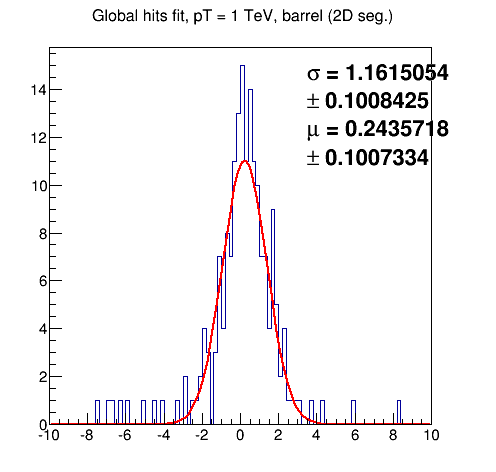 Global hits fit, pT = 1 TeV, barrel (2D seg.)
σ = 1.1615054
± 0.1008425
μ = 0.2435718
± 0.1007334
14
12
10
8
6
4
2
0
-10 -8 -6 -4 -2 0 2 4 6 8 10